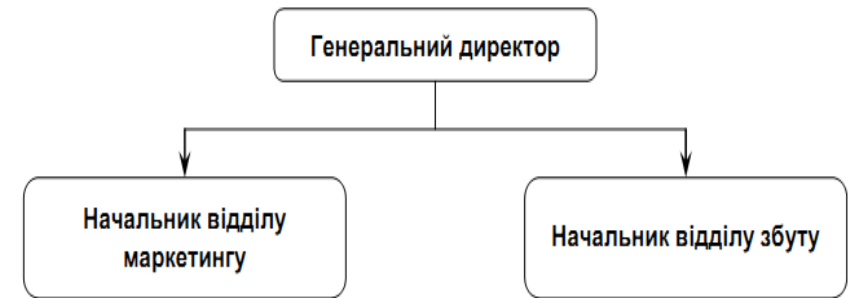 Генеральний директор
Начальник відділу
маркетингу
Начальник відділу збуту